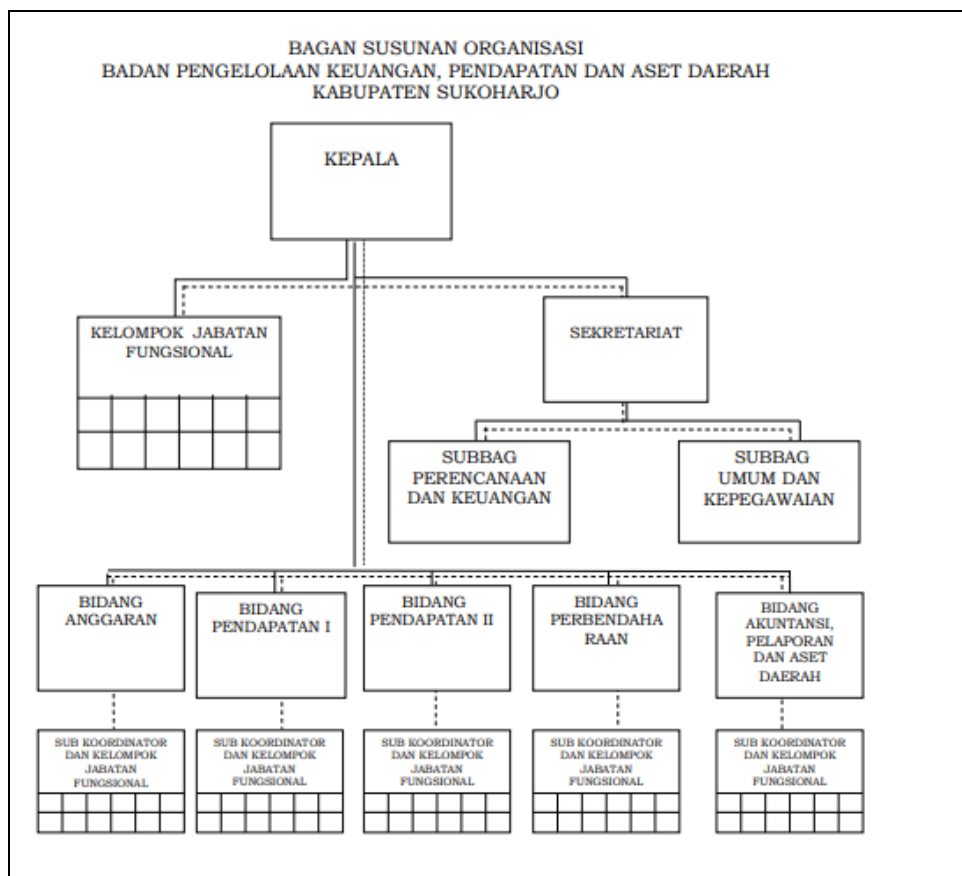 BAGAN SUSUNAN ORGANISASI
BADAN PENGELOLAAN KEUANGAN, PENDAPATAN DAN ASET DAERAH
KABUPATEN SUKOHARJO
KEPALA
KELOMPOK JABATAN
FUNGSIONAL
SEKRETARIAT
SUBBAG
PERENCANAAN
DAN KEUANGAN
SUBBAG
UMUM DAN
KEPEGAWAIAN
BIDANG
ANGGARAN
BIDANG
PENDAPATAN I
BIDANG
PENDAPATAN II
BIDANG
PERBENDAHA
RAAN
BIDANG
AKUNTANSI,
PELAPORAN
DAN ASET
DAERAH
SUB KOORDINATOR
DAN KELOMPOK
JABATAN
FUNGSIONAL
SUB KOORDINATOR
DAN KELOMPOK
JABATAN
FUNGSIONAL
SUB KOORDINATOR
DAN KELOMPOK
JABATAN
FUNGSIONAL
SUB KOORDINATOR
DAN KELOMPOK
JABATAN
FUNGSIONAL
SUB KOORDINATOR
DAN KELOMPOK
JABATAN
FUNGSIONAL